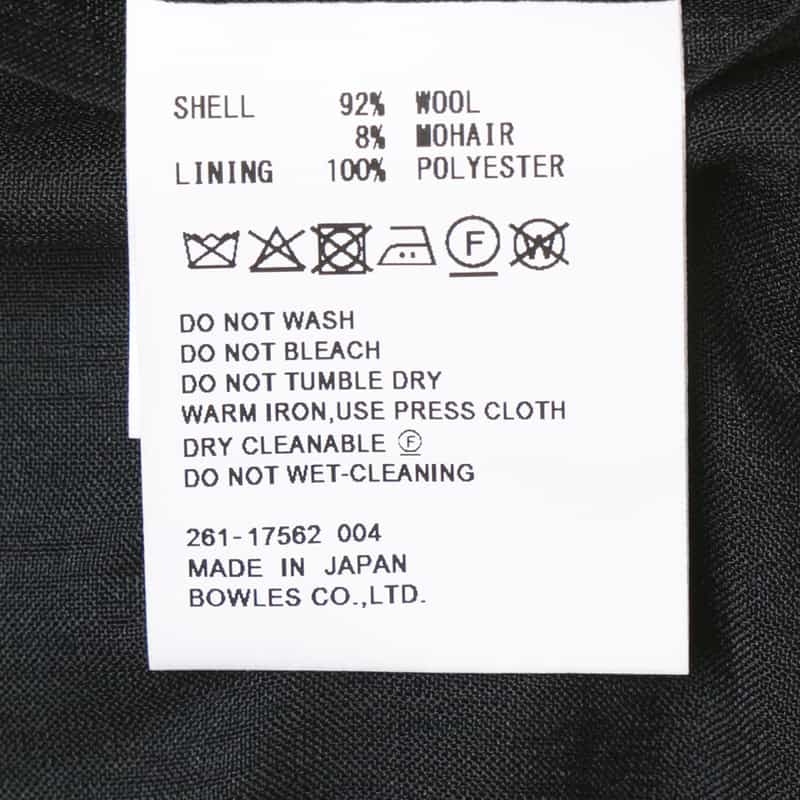 SHELL 92% WOOL
8% MOHAIR
LINING 100% POLYESTER
F W
DO NOT WASH
DO NOT BLEACH
DO NOT TUMBLE DRY
WARM IRON,USE PRESS CLOTH
DRY CLEANABLE Ⓕ
DO NOT WET-CLEANING
261-17562 004
MADE IN JAPAN
BOWLES CO.,LTD.